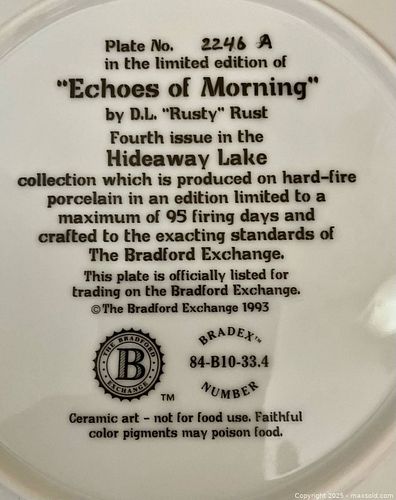 Plate No. 2246 A
in the limited edition of
"Echoes of Morning"
by D.L. "Rusty" Rust
Fourth issue in the
Hideaway Lake
collection which is produced on hard-fire
porcelain in an edition limited to a
maximum of 95 firing days and
crafted to the exacting standards of
The Bradford Exchange.
This plate is officially listed for
trading on the Bradford Exchange.
©The Bradford Exchange 1993
THE BRADFORD
B
EXCHANGE
TM
BRADEX™
84-B10-33.4
NUMBER
Ceramic art - not for food use. Faithful
color pigments may poison food.
Copyright 2025 - maxsold.com